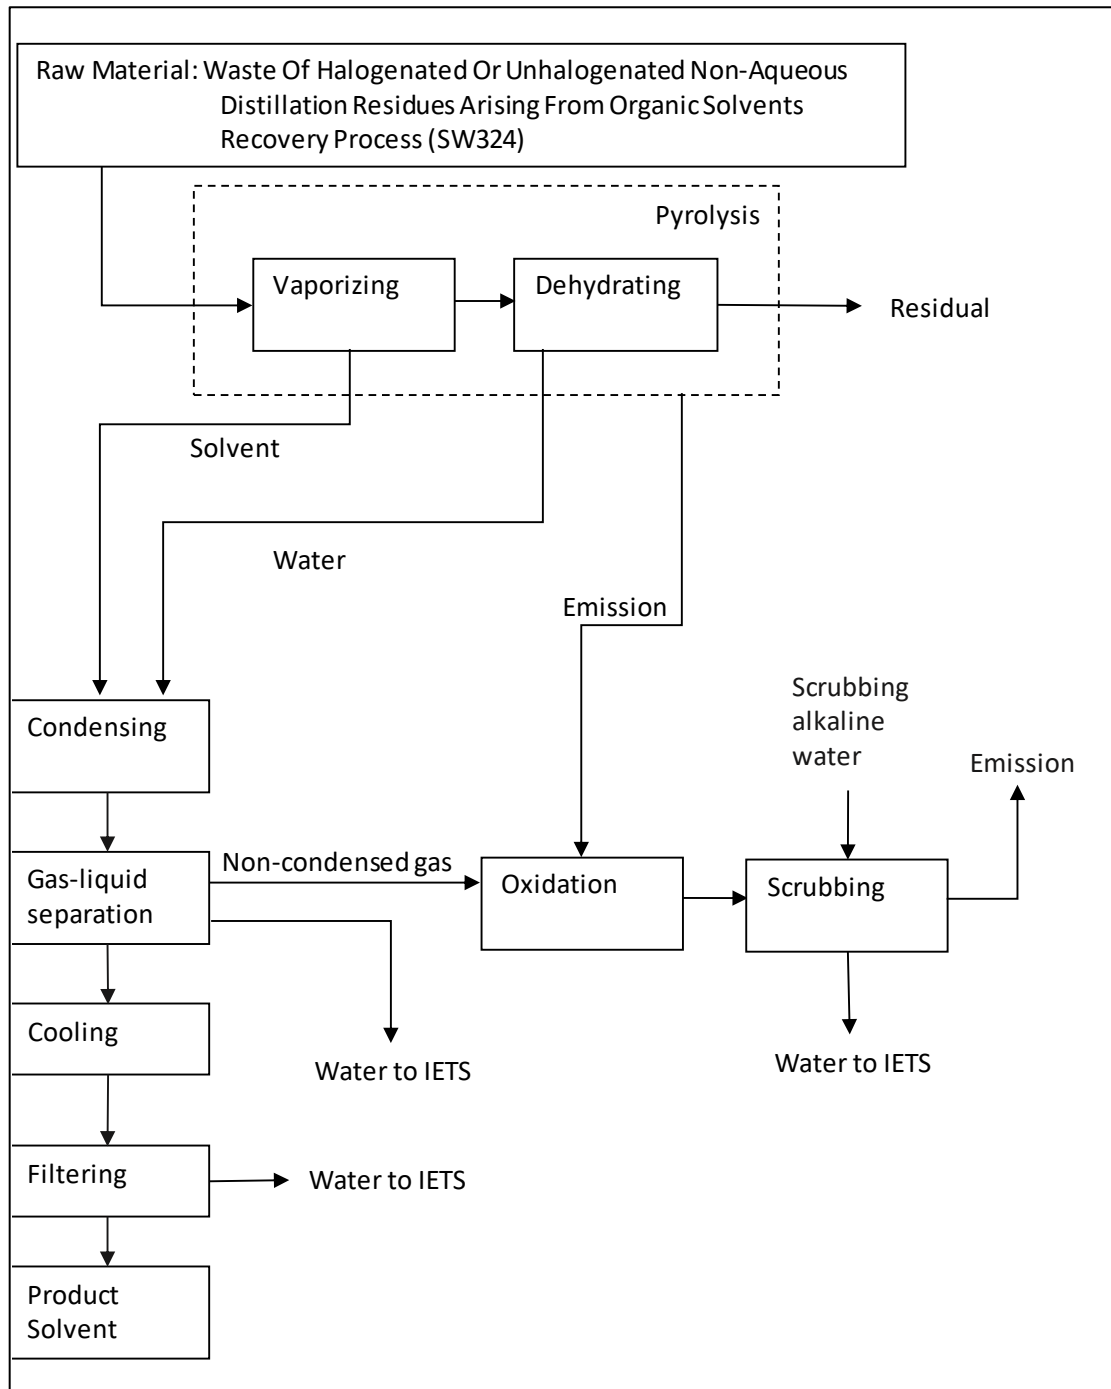 Raw Material: Waste Of Halogenated Or Unhalogenated Non-Aqueous
Distillation Residues Arising From Organic Solvents
Recovery Process (SW324)
Pyrolysis
Vaporizing
Dehydrating
Residual
Solvent
Water
Emission
Condensing
Scrubbing
alkaline
water
Emission
Gas-liquid
separation
Non-condensed gas
Oxidation
Scrubbing
Cooling
Water to IETS
Water to IETS
Filtering
Water to IETS
Product
Solvent